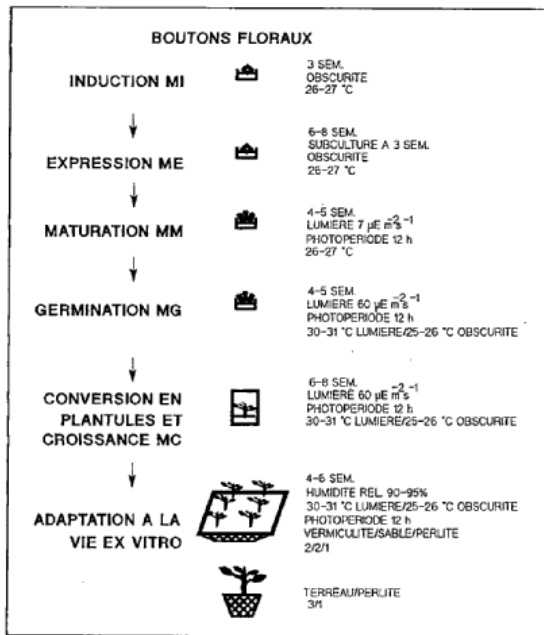 BOUTONS FLORAUX
INDUCTION MI
3 SEM.
OBSCURITE
26-27 °C
EXPRESSION ME
6-8 SEM.
SUBCULTURE A 3 SEM.
OBSCURITE
26-27 °C
MATURATION MM
4-5 SEM.
LUMIERE 7 µE m⁻²s⁻¹
PHOTOPERIODE 12 h
26-27 °C
GERMINATION MG
4-5 SEM.
LUMIERE 60 µE m⁻²s⁻¹
PHOTOPERIODE 12 h
30-31 °C LUMIERE/25-26 °C OBSCURITE
CONVERSION EN
PLANTULES ET
CROISSANCE MC
6-8 SEM.
LUMIERE 60 µE m⁻²s⁻¹
PHOTOPERIODE 12 h
30-31 °C LUMIERE/25-26 °C OBSCURITE
ADAPTATION A LA
VIE EX VITRO
4-6 SEM.
HUMIDITE REL. 90-95%
30-31 °C LUMIERE/25-26 °C OBSCURITE
PHOTOPERIODE 12 h
VERMICULITE/SABLE/PERLITE
2/2/1
TERREAU/PERLITE
3/1